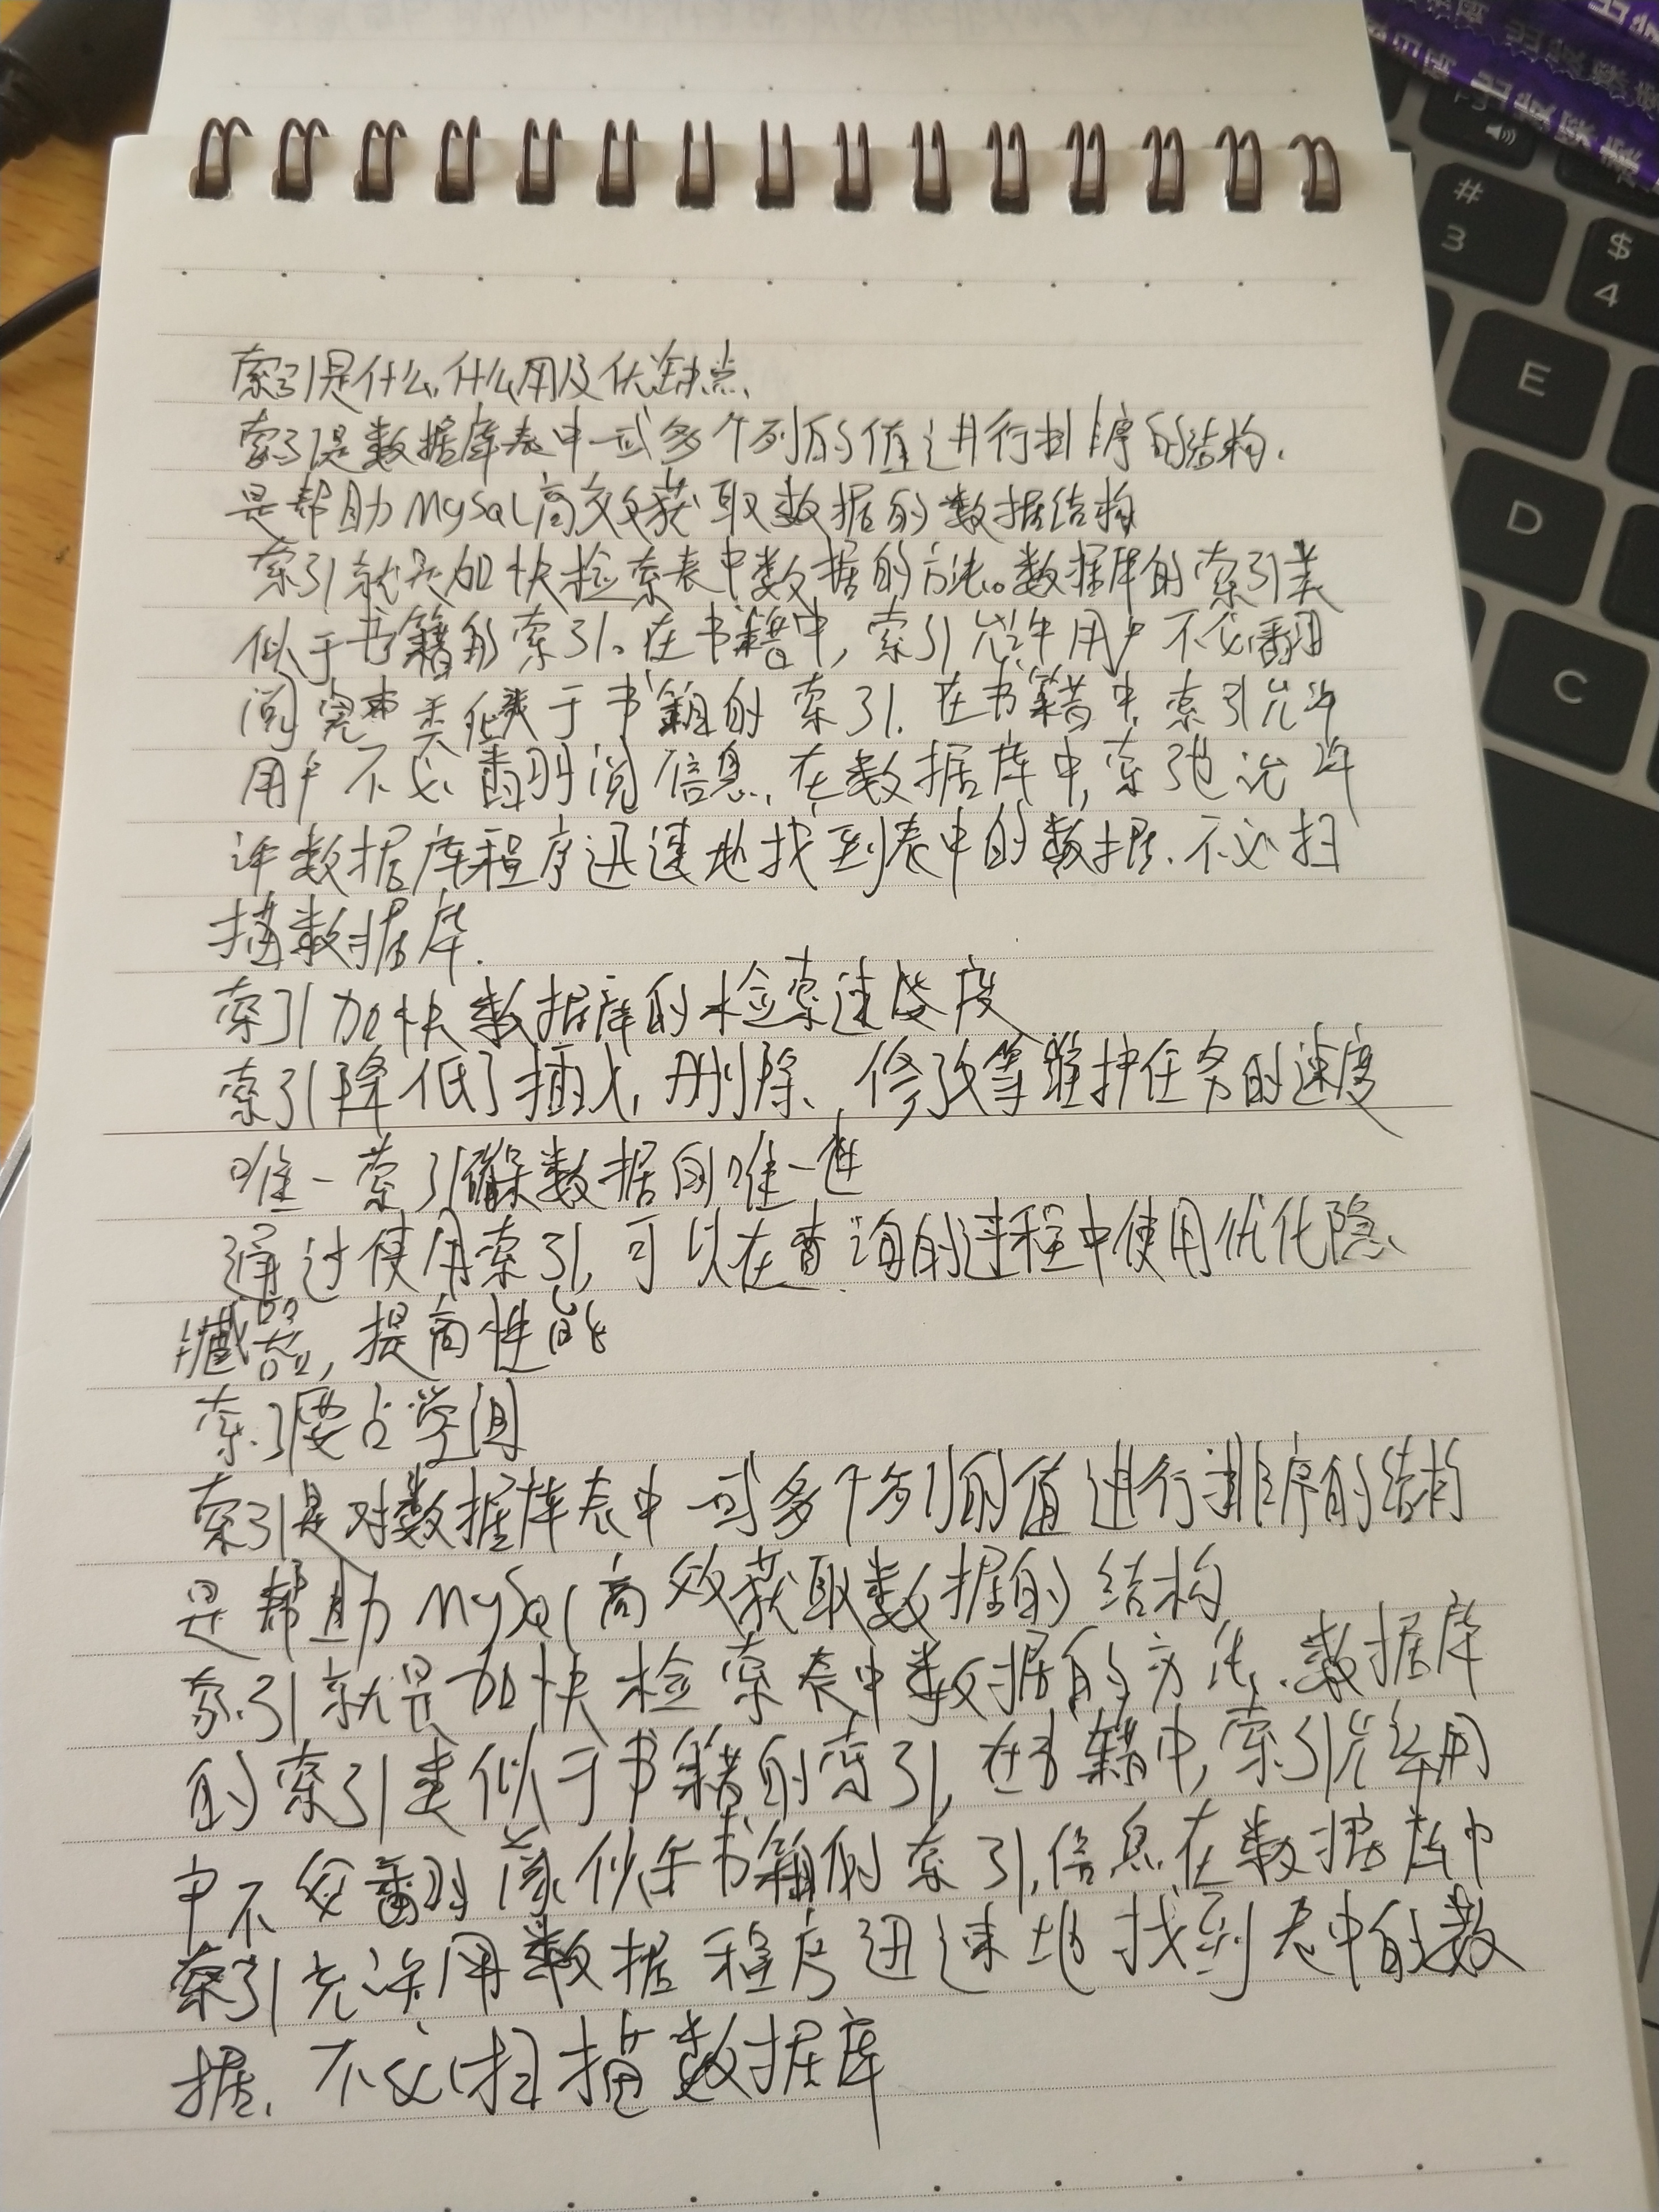 索引是什么,什么用及优缺点
索引是数据库表中一或多个列的值进行排序的结构.
是帮助MySQL高效获取数据的数据结构
索引就是加快检索表中数据的方法。数据库的索引类
似于书籍的索引。在书籍中,索引允许用户不必翻
阅完 类似于书籍的索引.在书籍中,索引允许
用户不必翻阅信息,在数据库中,索引也允许
许数据库程序迅速地找到表中的数据,不必扫
描数据库.
索引加快数据库的检索速度
索引降低了插入、删除、修改等维护任务的速度
唯一索引确保数据的唯一性
通过使用索引,可以在查询的过程中使用优化隐
藏器,提高性能
索引要占空间
索引是对数据库表中一或多个列的值进行排序的结构
是帮助MySQL高效获取数据的结构
索引就是加快检索表中数据的方法,数据库
的索引类似于书籍的索引,在书籍中,索引允许用
户不必翻阅 似于书籍的索引,信息在数据库中
索引允许用数据程序迅速地找到表中的数
据,不必扫描数据库
#
3
$
4
E
D
C